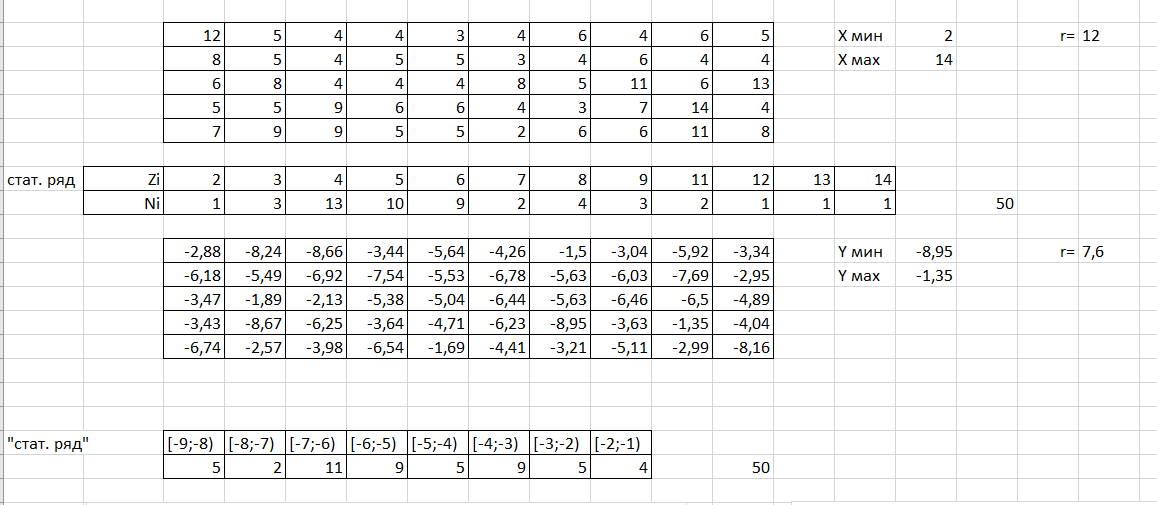 12 5 4 4 3 4 6 4 6 5 X мин 2 r= 12
8 5 4 5 5 3 4 6 4 4 X мах 14
6 8 4 4 4 8 5 11 6 13
5 5 9 6 6 4 3 7 14 4
7 9 9 5 5 2 6 6 11 8
стат. ряд Zi 2 3 4 5 6 7 8 9 11 12 13 14
Ni 1 3 13 10 9 2 4 3 2 1 1 1 50
-2,88 -8,24 -8,66 -3,44 -5,64 -4,26 -1,5 -3,04 -5,92 -3,34 Y мин -8,95 r= 7,6
-6,18 -5,49 -6,92 -7,54 -5,53 -6,78 -5,63 -6,03 -7,69 -2,95 Y мах -1,35
-3,47 -1,89 -2,13 -5,38 -5,04 -6,44 -5,63 -6,46 -6,5 -4,89
-3,43 -8,67 -6,25 -3,64 -4,71 -6,23 -8,95 -3,63 -1,35 -4,04
-6,74 -2,57 -3,98 -6,54 -1,69 -4,41 -3,21 -5,11 -2,99 -8,16
"стат. ряд" [-9;-8) [-8;-7) [-7;-6) [-6;-5) [-5;-4) [-4;-3) [-3;-2) [-2;-1)
5 2 11 9 5 9 5 4 50